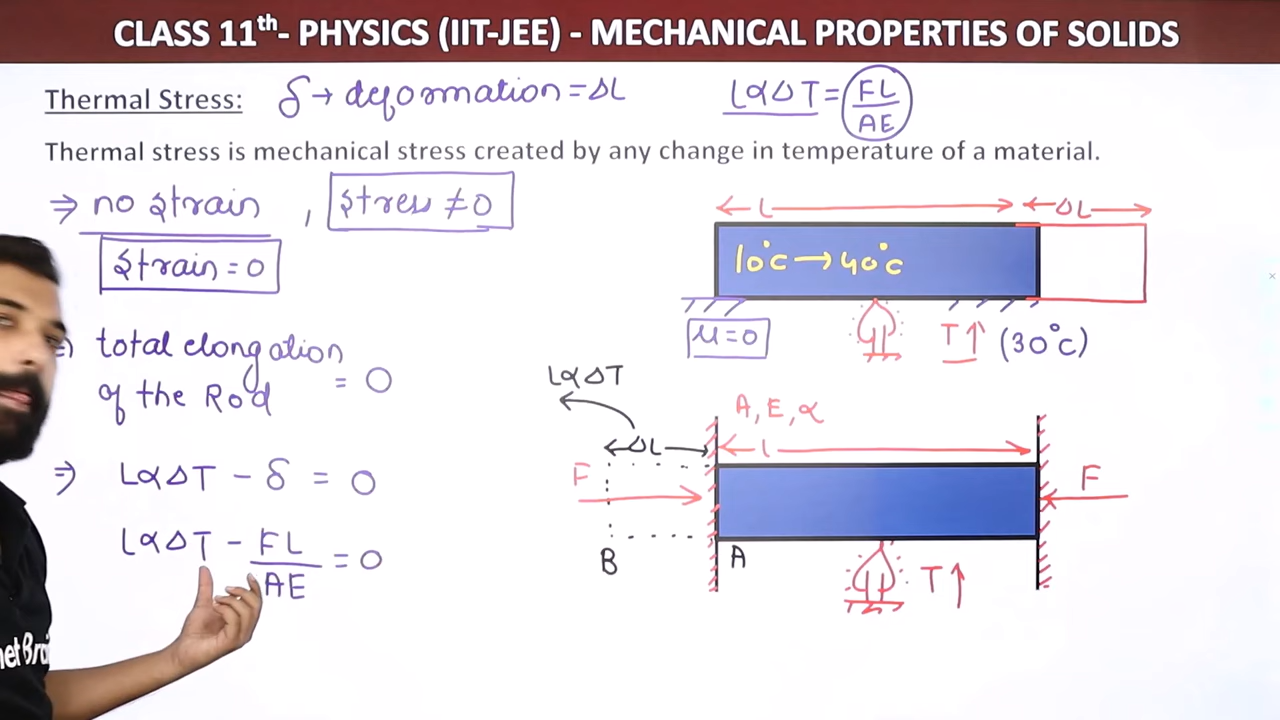 CLASS 11th- PHYSICS (IIT-JEE) - MECHANICAL PROPERTIES OF SOLIDS
Thermal Stress: δ → deformation = ΔL LαΔT = FL/AE
Thermal stress is mechanical stress created by any change in temperature of a material.
⇒ no strain , stress ≠ 0
strain = 0
⇒ total elongation of the Rod = 0
⇒ LαΔT - δ = 0
LαΔT - FL/AE = 0
L ΔL
10°C → 40°C
μ=0 T↑ (30°C)
LαΔT
A, E, α
ΔL L
F F
B A
T↑
net Brai